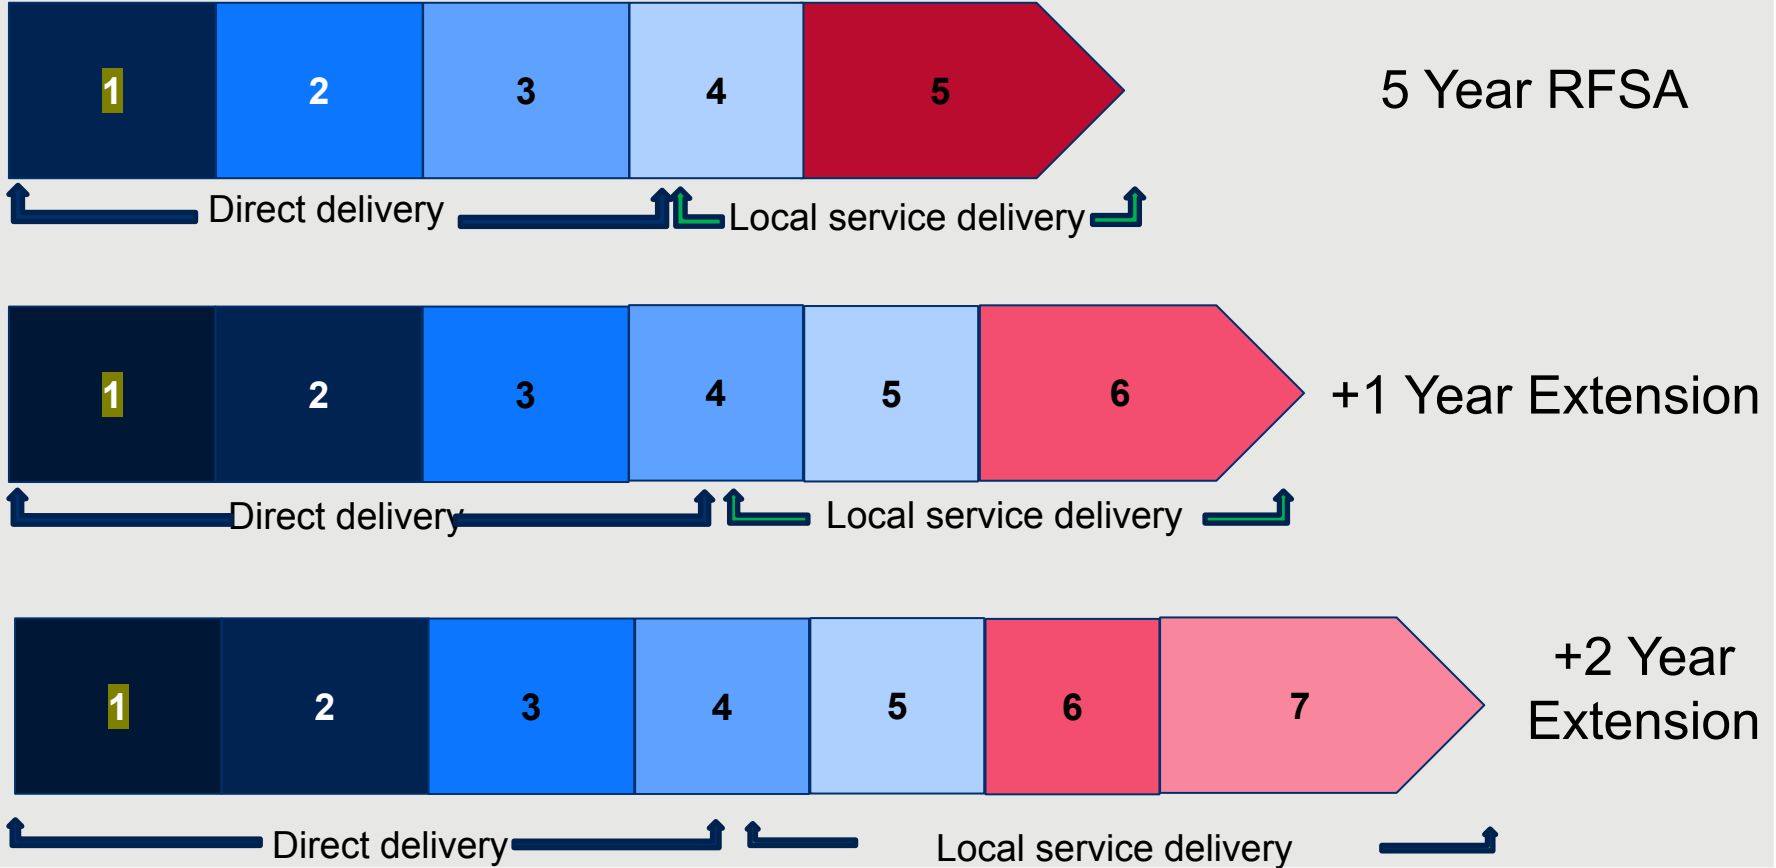 1 2 3 4 5 5 Year RFSA
Direct delivery Local service delivery
1 2 3 4 5 6 +1 Year Extension
Direct delivery Local service delivery
1 2 3 4 5 6 7 +2 Year
Extension
Direct delivery Local service delivery